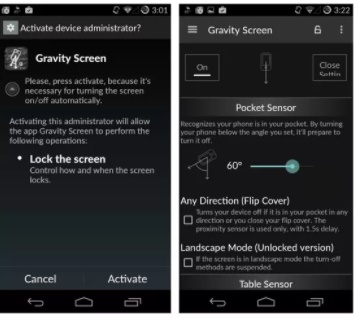 3:01
Activate device administrator?
Gravity Screen
Please, press activate, because it's
necessary for turning the screen
on/off automatically.
Activating this administrator will allow
the app Gravity Screen to perform the
following operations:
• Lock the screen
Control how and when the screen
locks.
Cancel
Activate
3:22
Gravity Screen
On
Close
Pocket Sensor
Recognizes your phone is in your pocket. By turning
your phone below the angle you set, it'll prepare to
turn it off.
60°
Any Direction (Flip Cover)
Turns your device off if it is in your pocket in any
direction or you close your flip cover. The
proximity sensor is used only, with 1.5s delay.
Landscape Mode (Unlocked version)
If the screen is in landscape mode the turn-off
methods are suspended.
Table Sensor